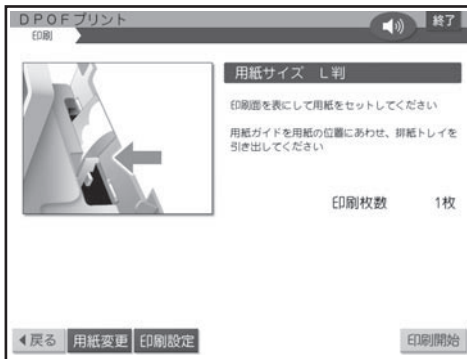 DPOFプリント
終了
印刷
用紙サイズ L判
印刷面を表にして用紙をセットしてください
用紙ガイドを用紙の位置にあわせ、排紙トレイを
引き出してください
印刷枚数 1枚
◀戻る 用紙変更 印刷設定 印刷開始